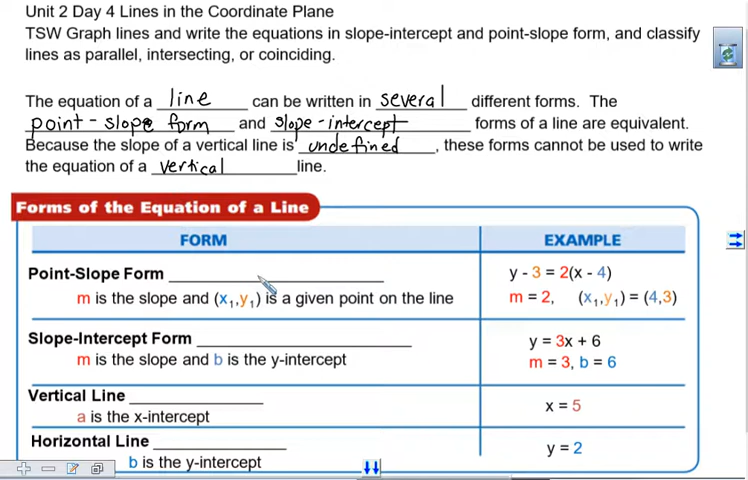 Unit 2 Day 4 Lines in the Coordinate Plane
TSW Graph lines and write the equations in slope-intercept and point-slope form, and classify
lines as parallel, intersecting, or coinciding.
The equation of a line can be written in several different forms. The
point-slope form and slope-intercept forms of a line are equivalent.
Because the slope of a vertical line is undefined, these forms cannot be used to write
the equation of a vertical line.
Forms of the Equation of a Line
FORM EXAMPLE
Point-Slope Form y - 3 = 2(x - 4)
m is the slope and (x₁,y₁) is a given point on the line m = 2, (x₁,y₁) = (4,3)
Slope-Intercept Form y = 3x + 6
m is the slope and b is the y-intercept m = 3, b = 6
Vertical Line
a is the x-intercept x = 5
Horizontal Line y = 2
b is the y-intercept